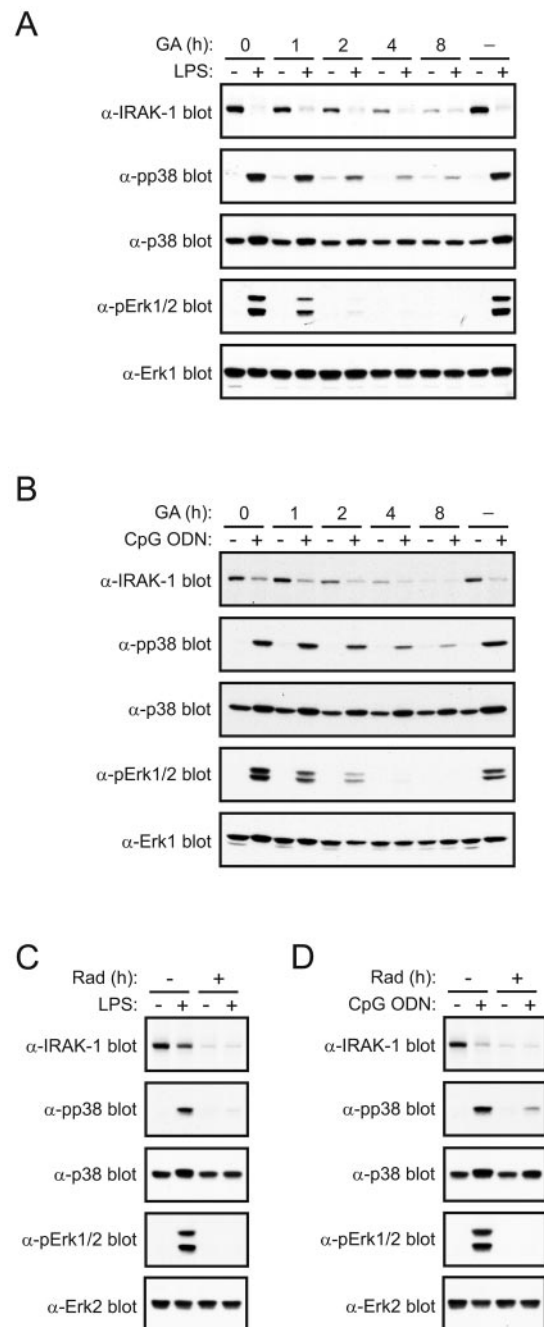 A
GA (h): 0 1 2 4 8 –
LPS: - + - + - + - + - + - +
α-IRAK-1 blot
α-pp38 blot
α-p38 blot
α-pErk1/2 blot
α-Erk1 blot
B
GA (h): 0 1 2 4 8 –
CpG ODN: - + - + - + - + - + - +
α-IRAK-1 blot
α-pp38 blot
α-p38 blot
α-pErk1/2 blot
α-Erk1 blot
C
Rad (h): - +
LPS: - + - +
α-IRAK-1 blot
α-pp38 blot
α-p38 blot
α-pErk1/2 blot
α-Erk2 blot
D
Rad (h): - +
CpG ODN: - + - +
α-IRAK-1 blot
α-pp38 blot
α-p38 blot
α-pErk1/2 blot
α-Erk2 blot